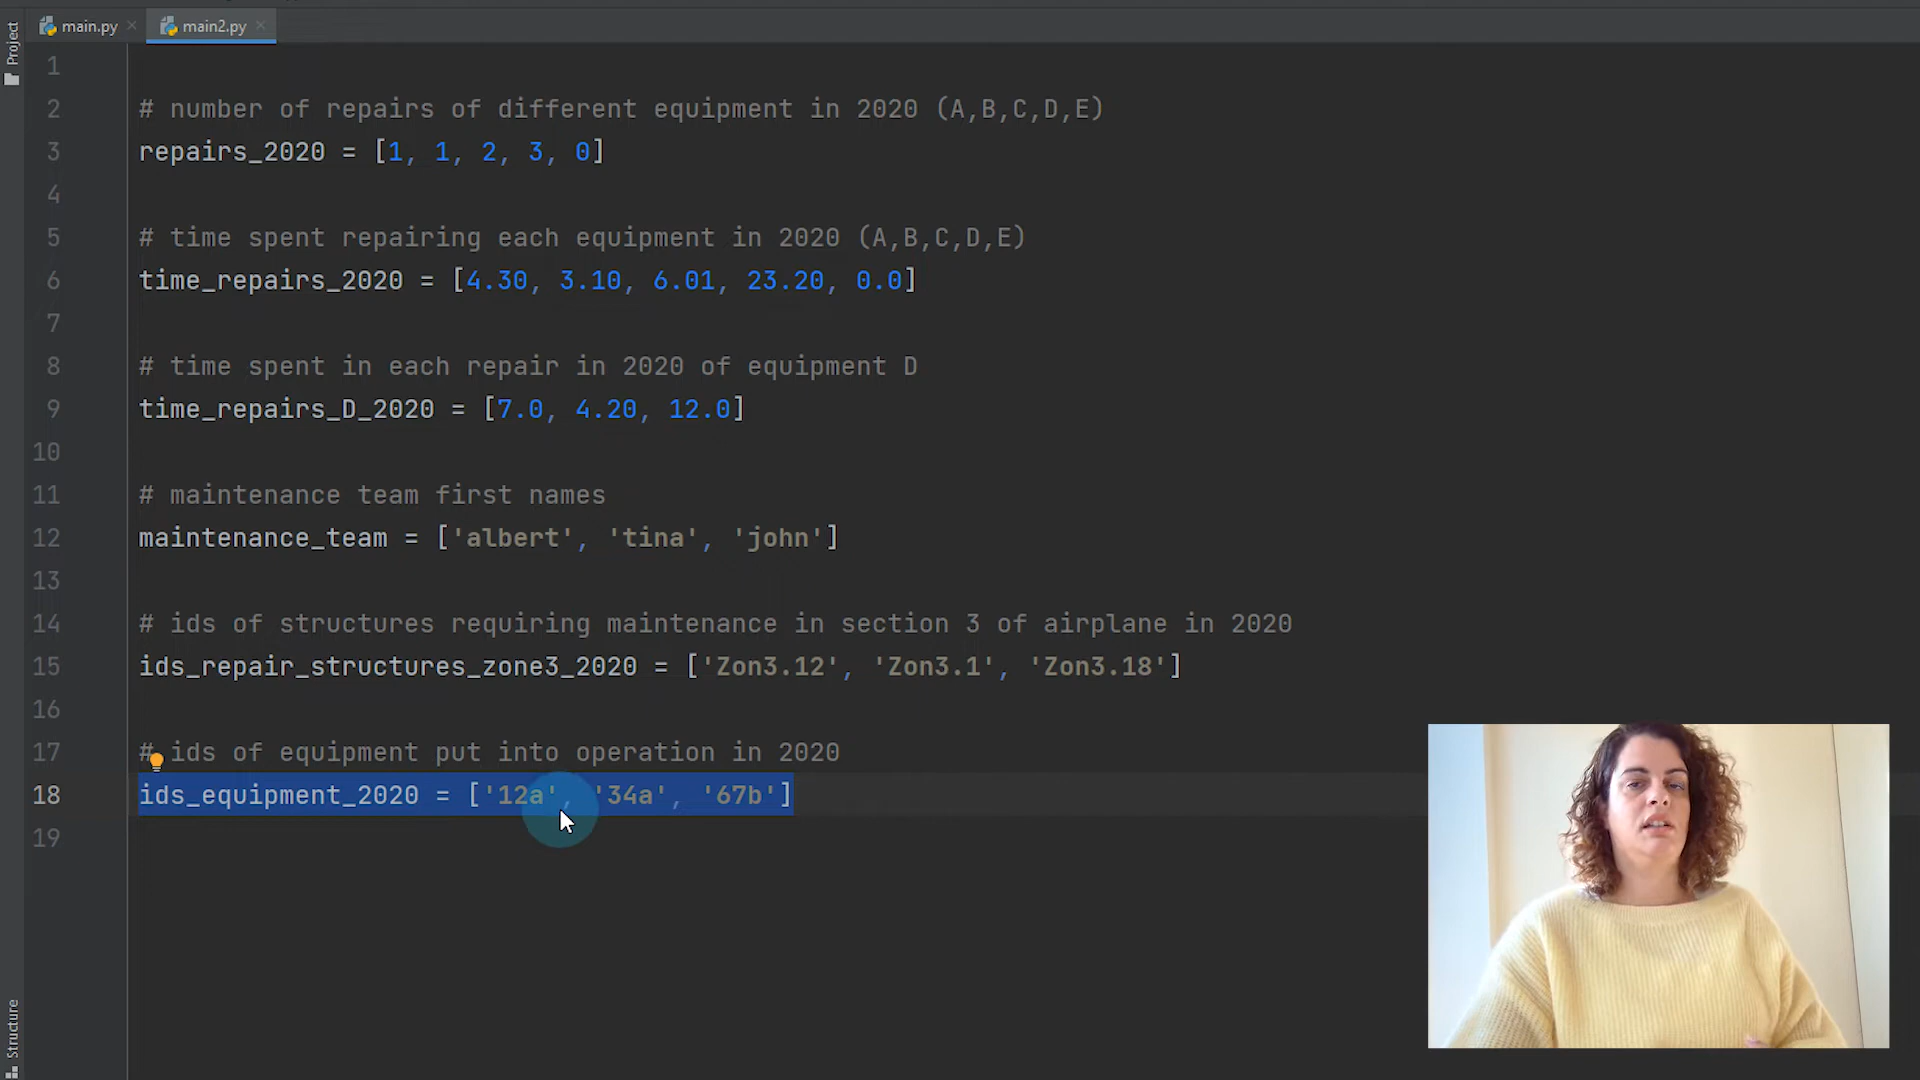 main.py
main2.py
Project
1
2 # number of repairs of different equipment in 2020 (A,B,C,D,E)
3 repairs_2020 = [1, 1, 2, 3, 0]
4
5 # time spent repairing each equipment in 2020 (A,B,C,D,E)
6 time_repairs_2020 = [4.30, 3.10, 6.01, 23.20, 0.0]
7
8 # time spent in each repair in 2020 of equipment D
9 time_repairs_D_2020 = [7.0, 4.20, 12.0]
10
11 # maintenance team first names
12 maintenance_team = ['albert', 'tina', 'john']
13
14 # ids of structures requiring maintenance in section 3 of airplane in 2020
15 ids_repair_structures_zone3_2020 = ['Zon3.12', 'Zon3.1', 'Zon3.18']
16
17 # ids of equipment put into operation in 2020
18 ids_equipment_2020 = ['12a', '34a', '67b']
19
Structure